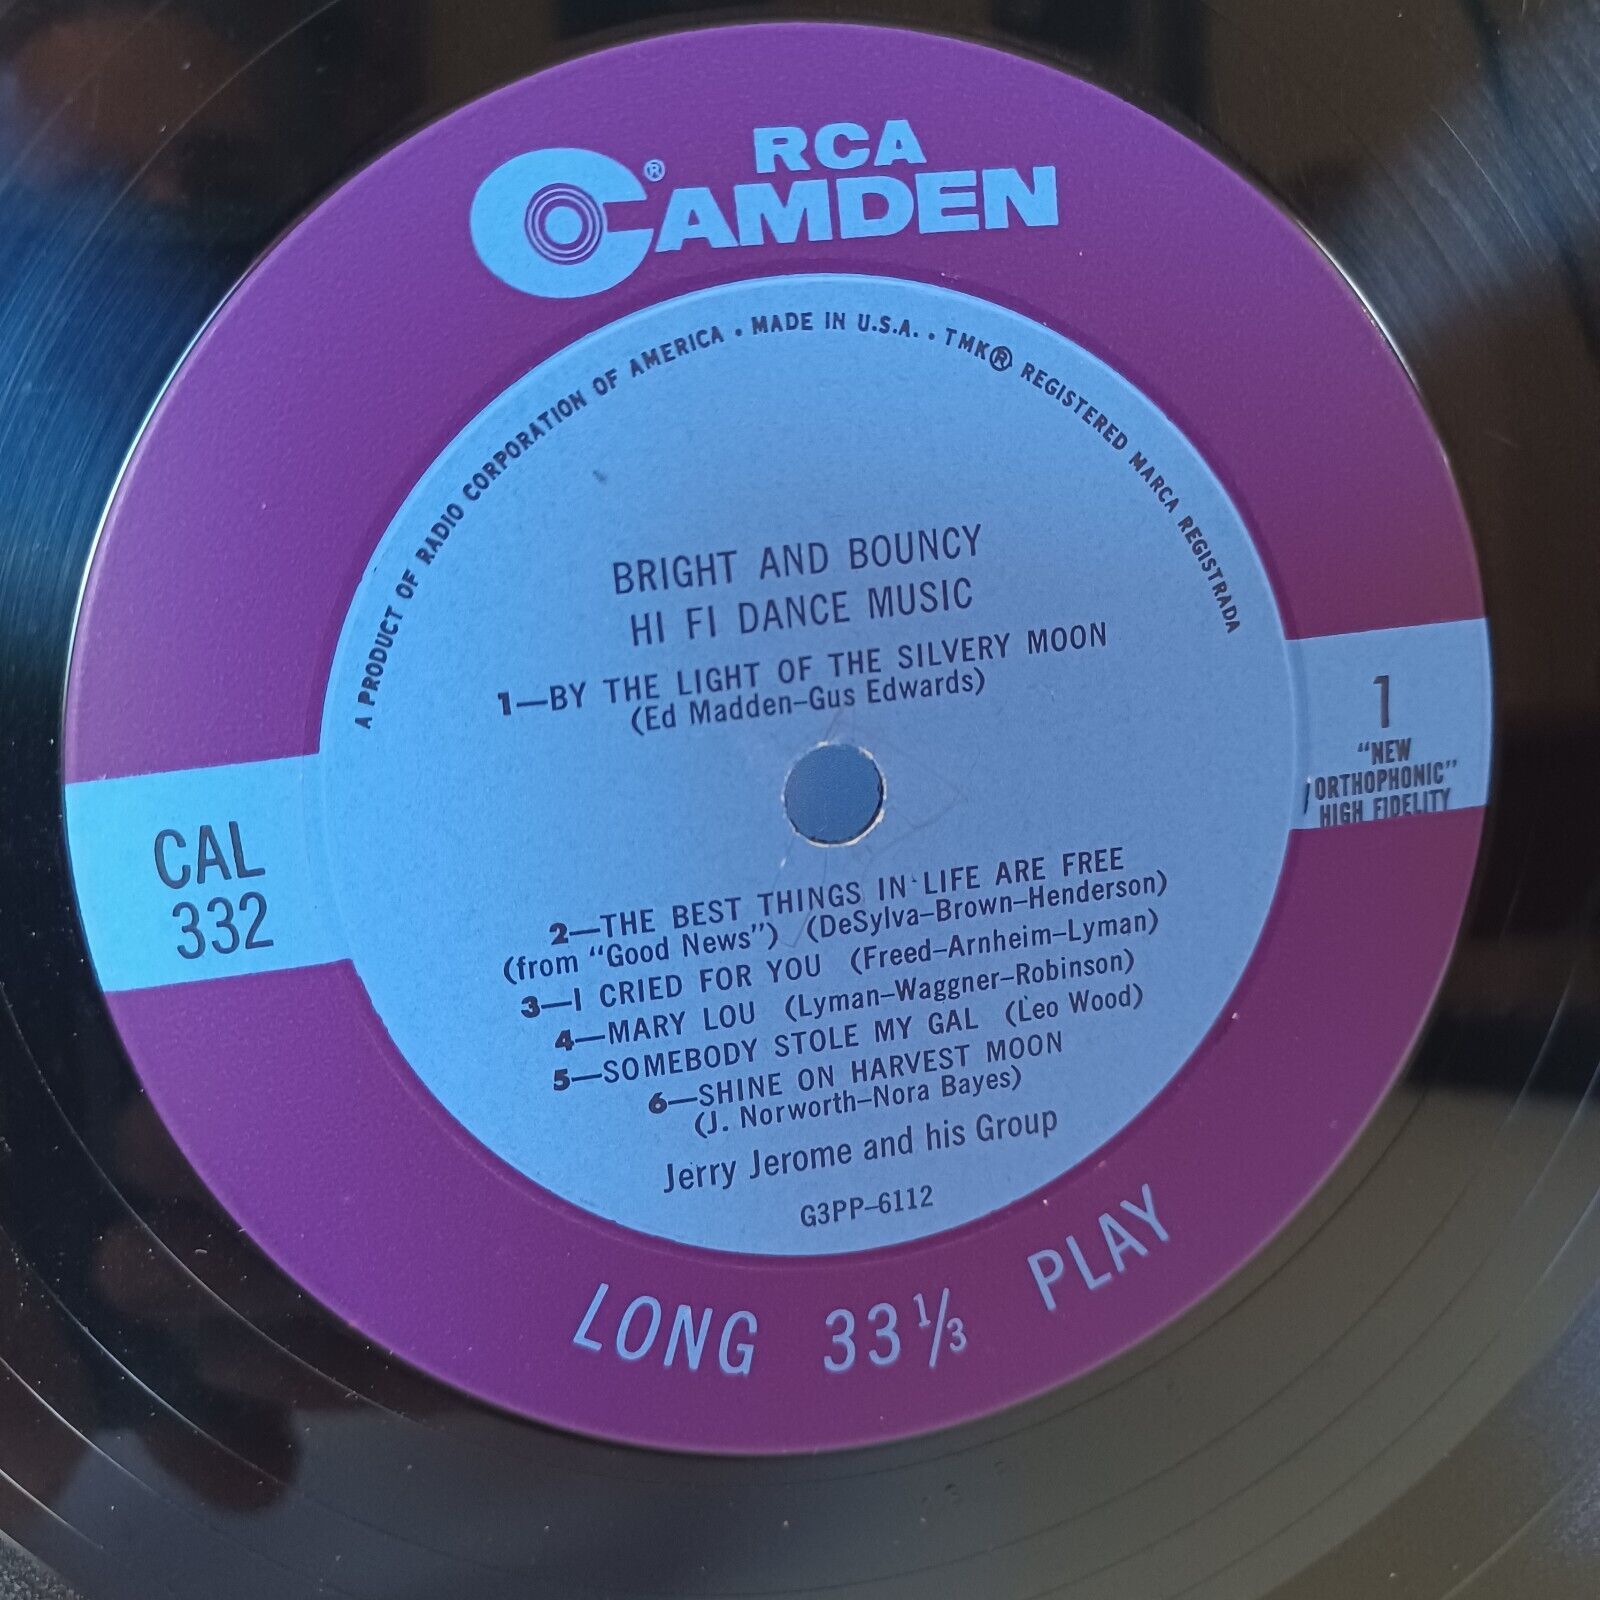 RCA
CAMDEN®
A PRODUCT OF RADIO CORPORATION OF AMERICA • MADE IN U.S.A. • TMK® REGISTERED MARCA REGISTRADA
BRIGHT AND BOUNCY
HI FI DANCE MUSIC
1—BY THE LIGHT OF THE SILVERY MOON
(Ed Madden–Gus Edwards)
1
"NEW
ORTHOPHONIC"
HIGH FIDELITY
CAL
332
2—THE BEST THINGS IN LIFE ARE FREE
(from "Good News") (DeSylva–Brown–Henderson)
3—I CRIED FOR YOU (Freed–Arnheim–Lyman)
4—MARY LOU (Lyman–Waggner–Robinson)
5—SOMEBODY STOLE MY GAL (Leo Wood)
6—SHINE ON HARVEST MOON
(J. Norworth–Nora Bayes)
Jerry Jerome and his Group
G3PP–6112
LONG 33 1/3 PLAY